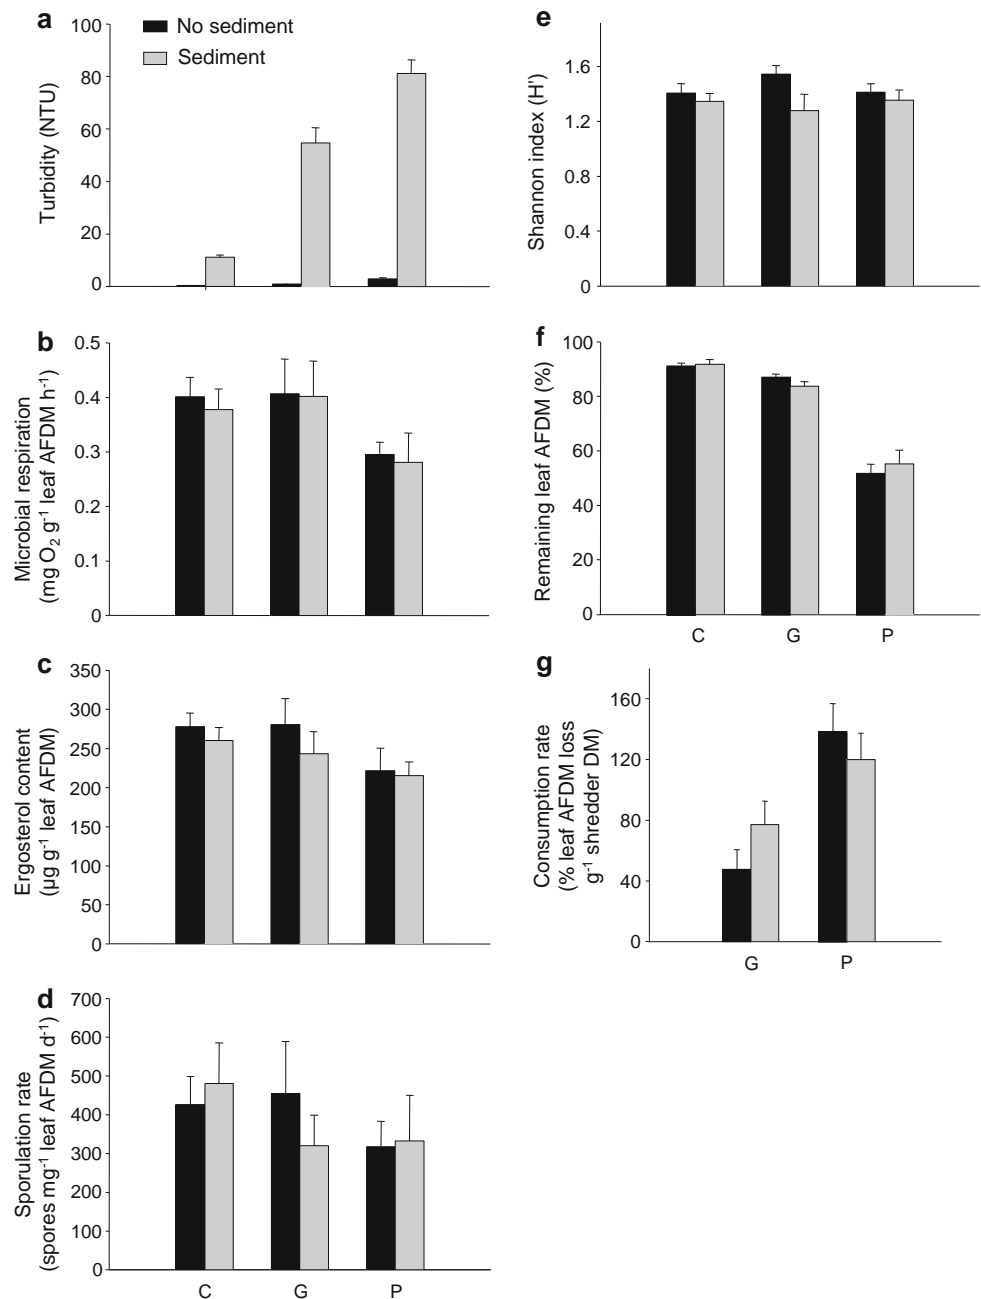 a
No sediment
Sediment
Turbidity (NTU)
100
80
60
40
20
0
b
Microbial respiration
(mg O₂ g⁻¹ leaf AFDM h⁻¹)
0.5
0.4
0.3
0.2
0.1
0
c
Ergosterol content
(µg g⁻¹ leaf AFDM)
350
300
250
200
150
100
50
0
d
Sporulation rate
(spores mg⁻¹ leaf AFDM d⁻¹)
700
600
500
400
300
200
100
0
C G P
e
Shannon index (H')
1.6
1.2
0.8
0.4
0
f
Remaining leaf AFDM (%)
100
80
60
40
20
0
C G P
g
Consumption rate
(% leaf AFDM loss
g⁻¹ shredder DM)
160
120
80
40
0
G P